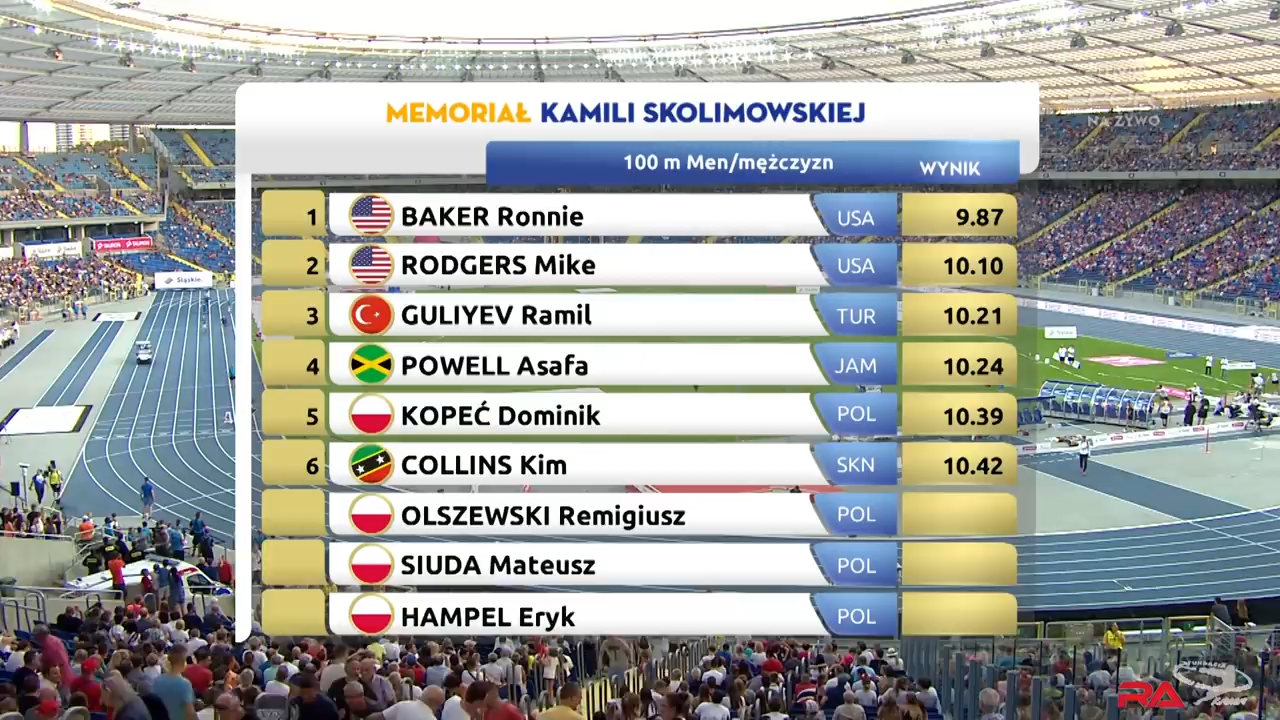 MEMORIAŁ KAMILI SKOLIMOWSKIEJ
NA ŻYWO
100 m Men/mężczyzn WYNIK
1 BAKER Ronnie USA 9.87
2 RODGERS Mike USA 10.10
3 GULIYEV Ramil TUR 10.21
4 POWELL Asafa JAM 10.24
5 KOPEĆ Dominik POL 10.39
6 COLLINS Kim SKN 10.42
OLSZEWSKI Remigiusz POL
SIUDA Mateusz POL
HAMPEL Eryk POL
Śląskie.
RA